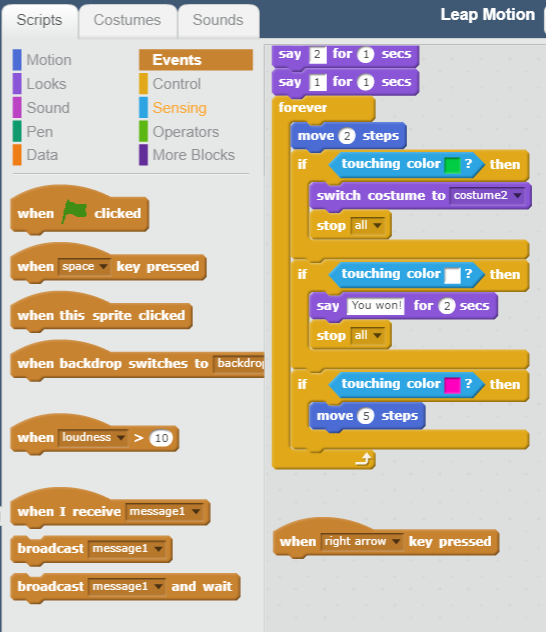 Scripts
Costumes
Sounds
Leap Motion
Motion
Events
Looks
Control
Sound
Sensing
Pen
Operators
Data
More Blocks
when clicked
when space key pressed
when this sprite clicked
when backdrop switches to backdrop
when loudness > 10
when I receive message1
broadcast message1
broadcast message1 and wait
say 2 for 1 secs
say 1 for 1 secs
forever
move 2 steps
if touching color ? then
switch costume to costume2
stop all
if touching color ? then
say You won! for 2 secs
stop all
if touching color ? then
move 5 steps
when right arrow key pressed